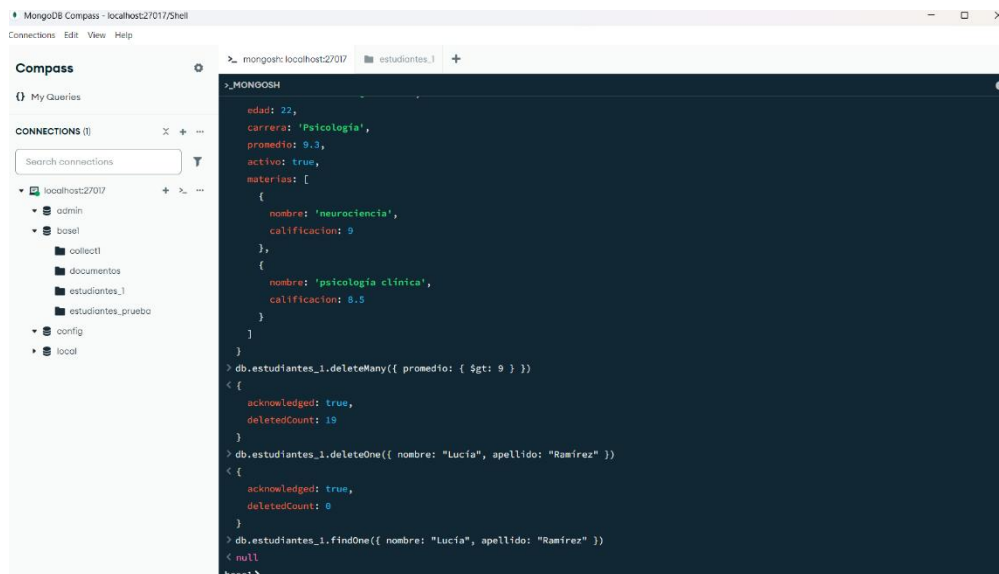 MongoDB Compass - localhost:27017/Shell
Connections Edit View Help
Compass
{} My Queries
CONNECTIONS (1)
Search connections
localhost:27017
admin
base1
collect1
documentos
estudiantes_1
estudiantes_prueba
config
local
>_ mongosh: localhost:27017 estudiantes_1 +
>_MONGOSH
edad: 22,
carrera: 'Psicología',
promedio: 9.3,
activo: true,
materias: [
{
nombre: 'neurociencia',
calificacion: 9
},
{
nombre: 'psicología clínica',
calificacion: 8.5
}
]
}
> db.estudiantes_1.deleteMany({ promedio: { $gt: 9 } })
< {
acknowledged: true,
deletedCount: 19
}
> db.estudiantes_1.deleteOne({ nombre: "Lucía", apellido: "Ramírez" })
< {
acknowledged: true,
deletedCount: 0
}
> db.estudiantes_1.findOne({ nombre: "Lucía", apellido: "Ramírez" })
< null